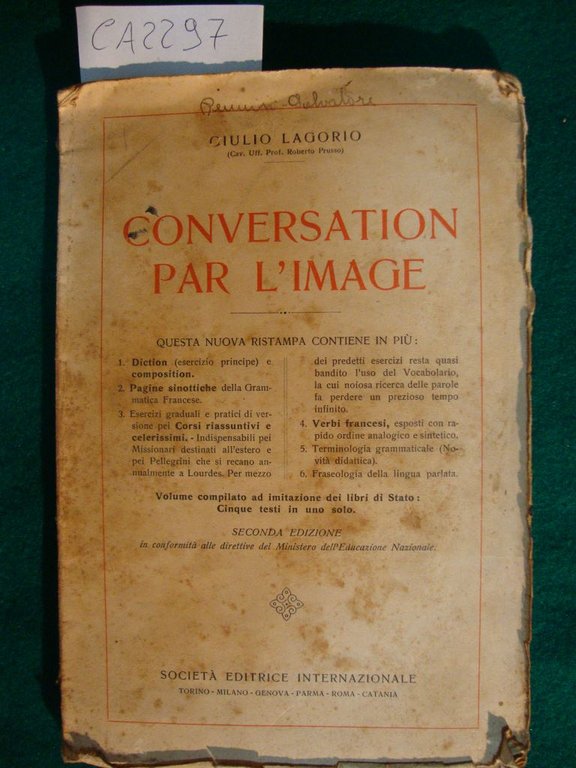 CA2297
Salvatore
GIULIO LAGORIO
(Cav. Uff. Prof. Roberto Prusso)
CONVERSATION
PAR L'IMAGE
QUESTA NUOVA RISTAMPA CONTIENE IN PIÙ:
1. Diction (esercizio principe) e
composition.
2. Pagine sinottiche della Gram-
matica Francese.
3. Esercizi graduali e pratici di ver-
sione pei Corsi riassuntivi e
celerissimi. - Indispensabili pei
Missionari destinati all'estero e
pei Pellegrini che si recano an-
nualmente a Lourdes. Per mezzo
dei predetti esercizi resta quasi
bandito l'uso del Vocabolario,
la cui noiosa ricerca delle parole
fa perdere un prezioso tempo
infinito.
4. Verbi francesi, esposti con ra-
pido ordine analogico e sintetico.
5. Terminologia grammaticale (No-
vità didattica).
6. Fraseologia della lingua parlata.
Volume compilato ad imitazione dei libri di Stato:
Cinque testi in uno solo.
SECONDA EDIZIONE
in conformità alle direttive del Ministero dell'Educazione Nazionale.
SOCIETÀ EDITRICE INTERNAZIONALE
TORINO - MILANO - GENOVA - PARMA - ROMA - CATANIA